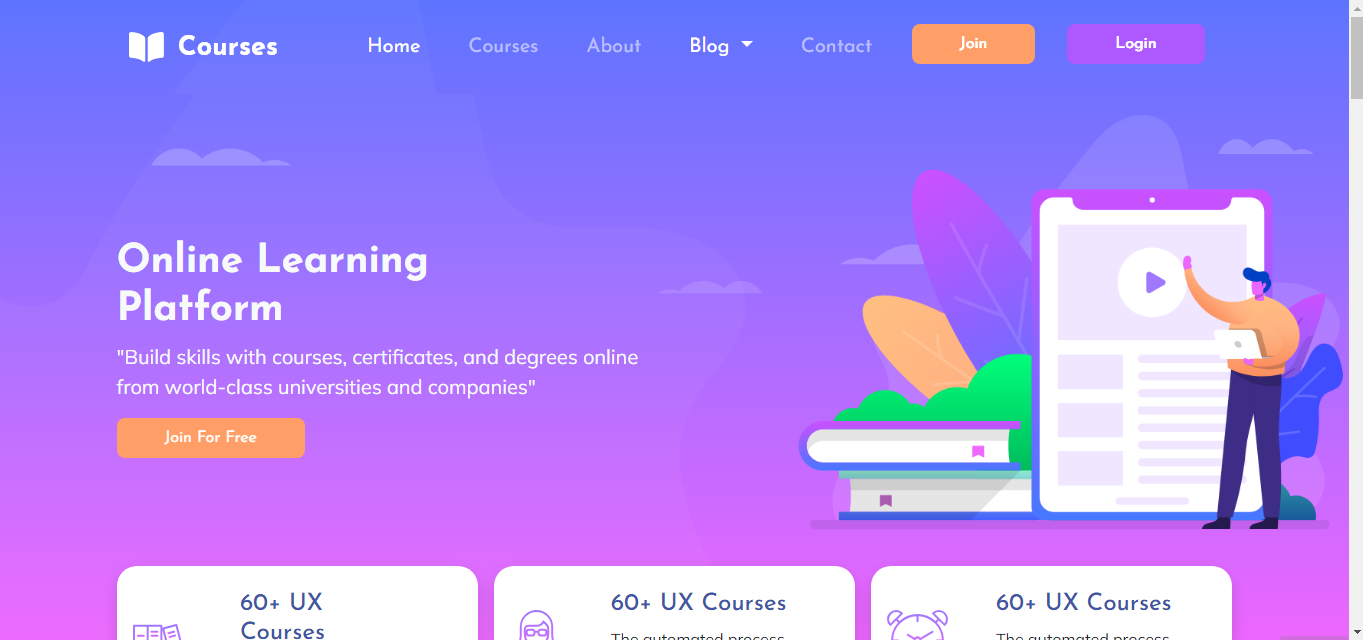 Courses
Home
Courses
About
Blog
Contact
Join
Login
Online Learning
Platform
"Build skills with courses, certificates, and degrees online
from world-class universities and companies"
Join For Free
60+ UX
Courses
60+ UX Courses
The automated process
60+ UX Courses
The automated process